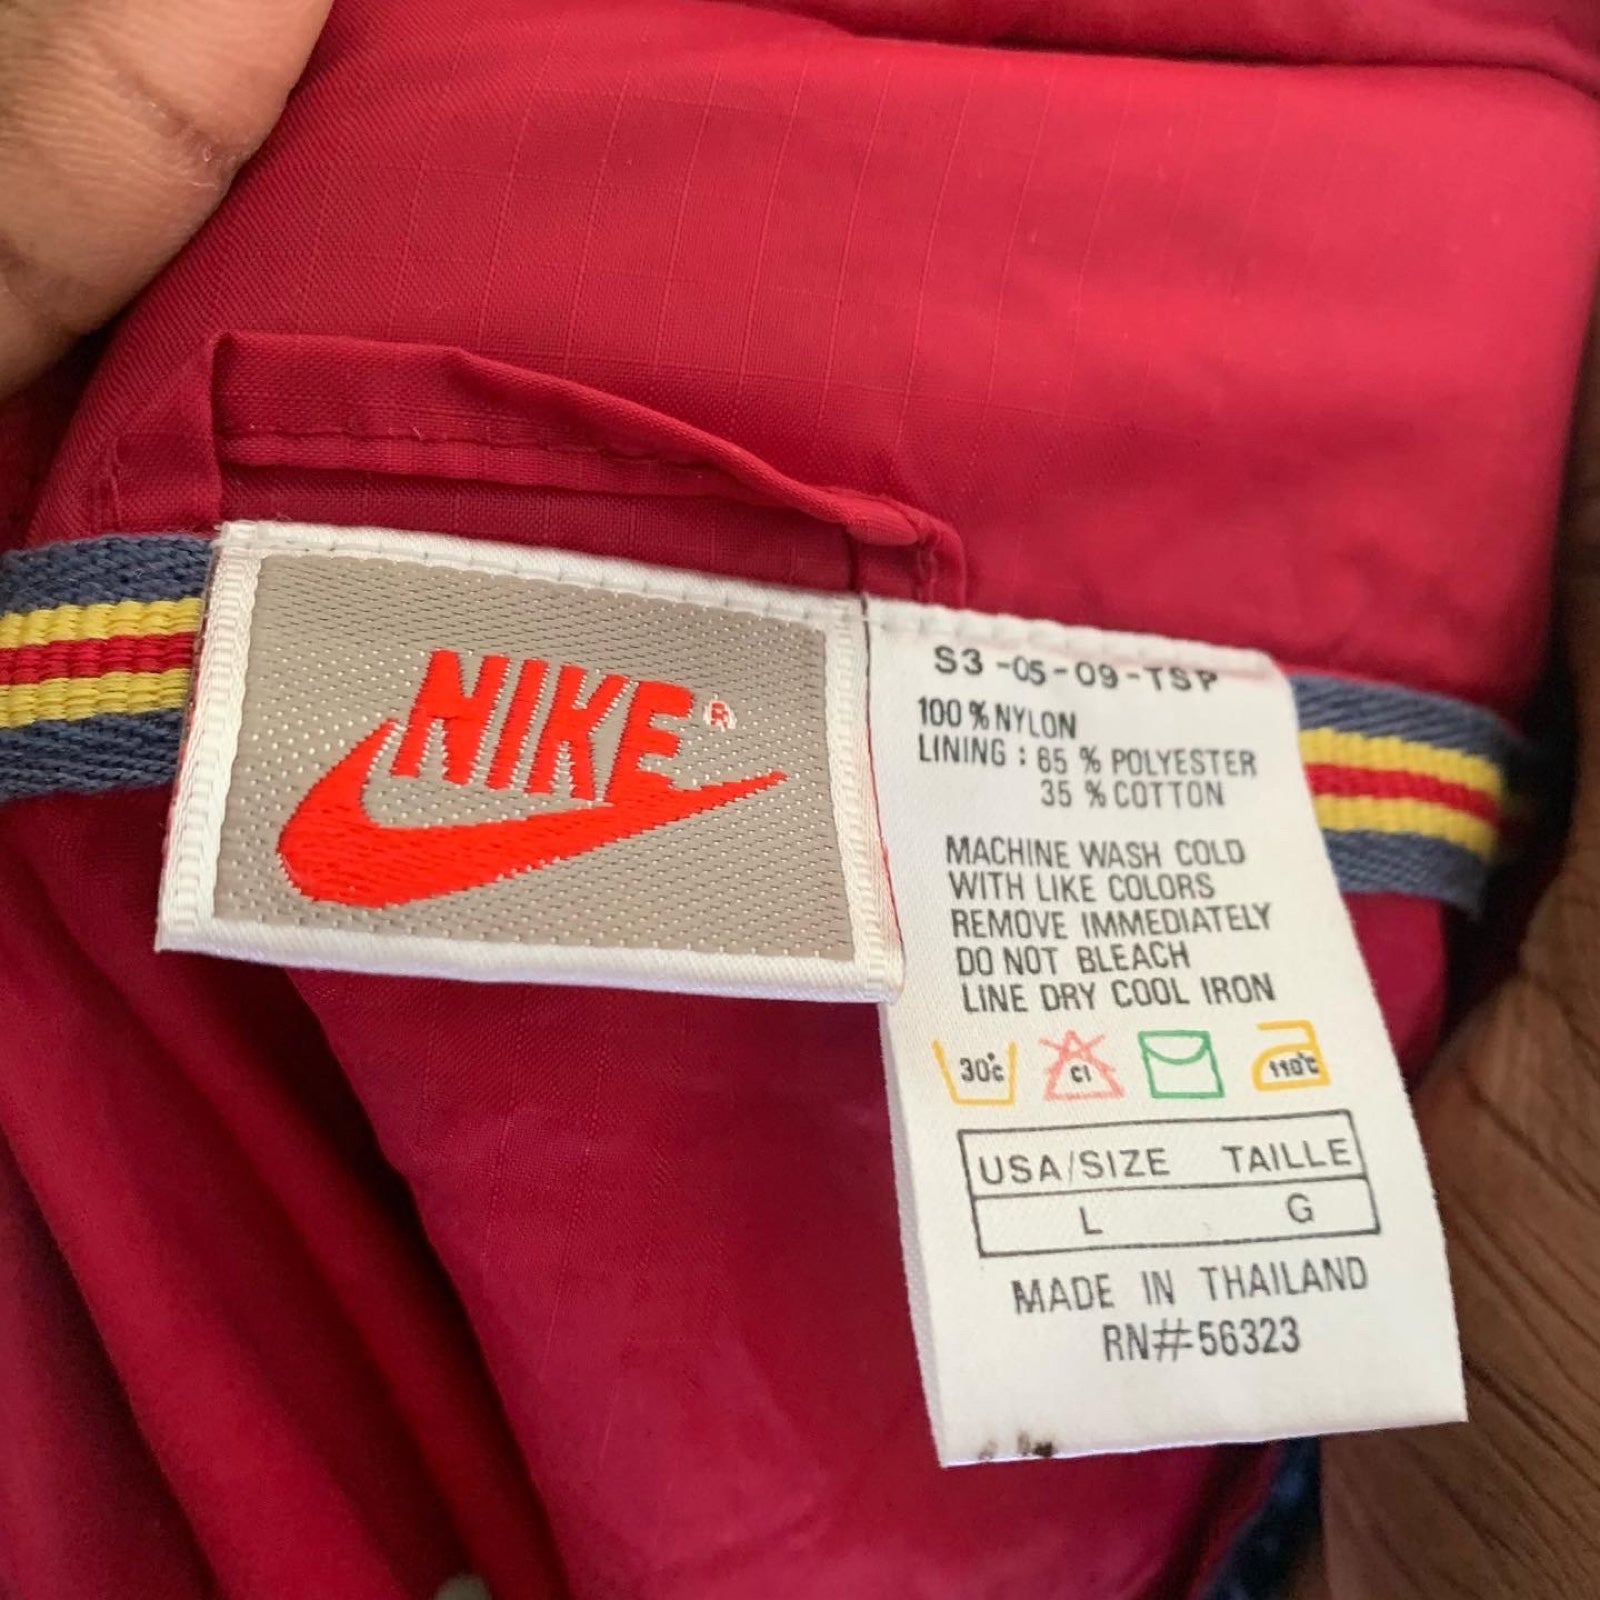 NIKE®
S3-05-09-TSP
100% NYLON
LINING : 65 % POLYESTER
35 % COTTON
MACHINE WASH COLD
WITH LIKE COLORS
REMOVE IMMEDIATELY
DO NOT BLEACH
LINE DRY COOL IRON
30°c Cl 110°c
USA/SIZE TAILLE
L G
MADE IN THAILAND
RN#56323